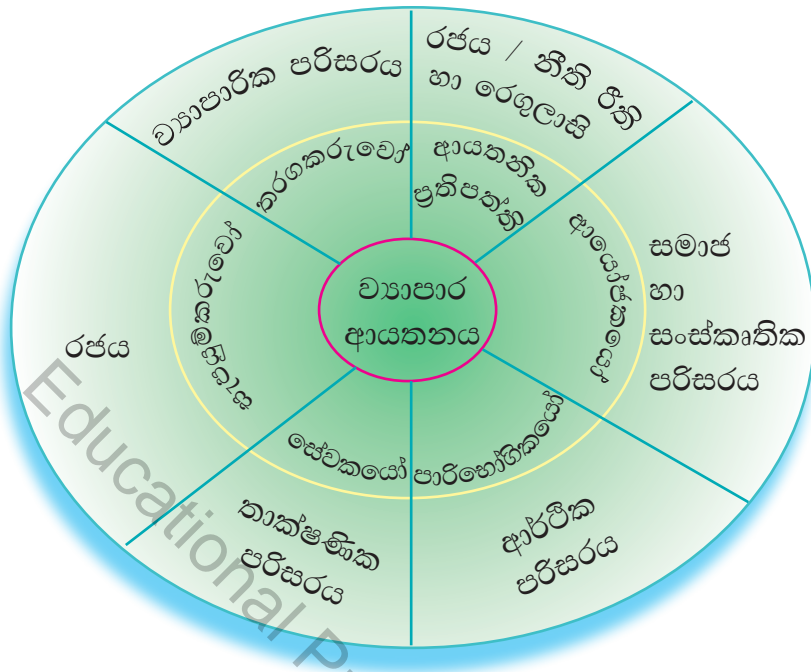 ව්‍යාපාරික පරිසරය
රජය / නීති රීති
හා රෙගුලාසි
තරගකරුවෝ
ආයතනික
ප්‍රතිපත්ති
සැපයුම්කරුවෝ
ආයෝජකයෝ
ව්‍යාපාර
ආයතනය
සමාජ
හා
සංස්කෘතික
පරිසරය
රජය
සේවකයෝ
පාරිභෝගිකයෝ
තාක්ෂණික
පරිසරය
ආර්ථික
පරිසරය
Educational